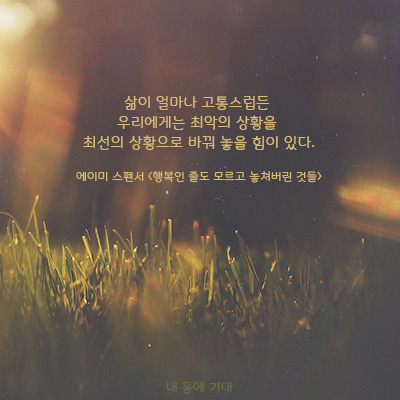 삶이 얼마나 고통스럽든
우리에게는 최악의 상황을
최선의 상황으로 바꿔 놓을 힘이 있다.
에이미 스펜서 <행복인 줄도 모르고 놓쳐버린 것들>
내 등에 기대